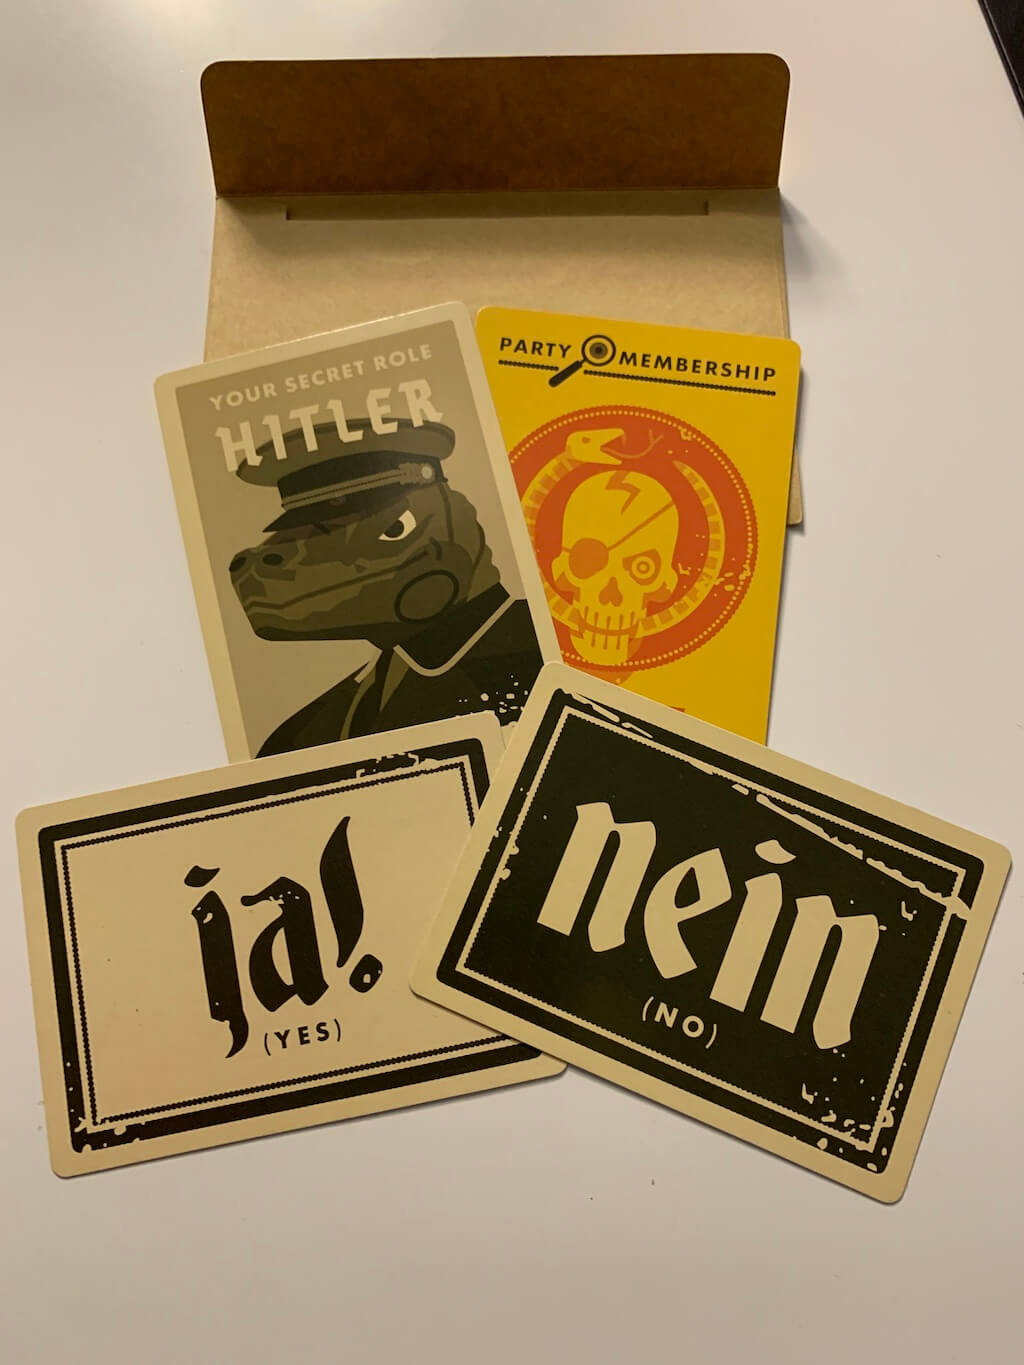 YOUR SECRET ROLE
HITLER
PARTY MEMBERSHIP
ja!
(YES)
nein
(NO)